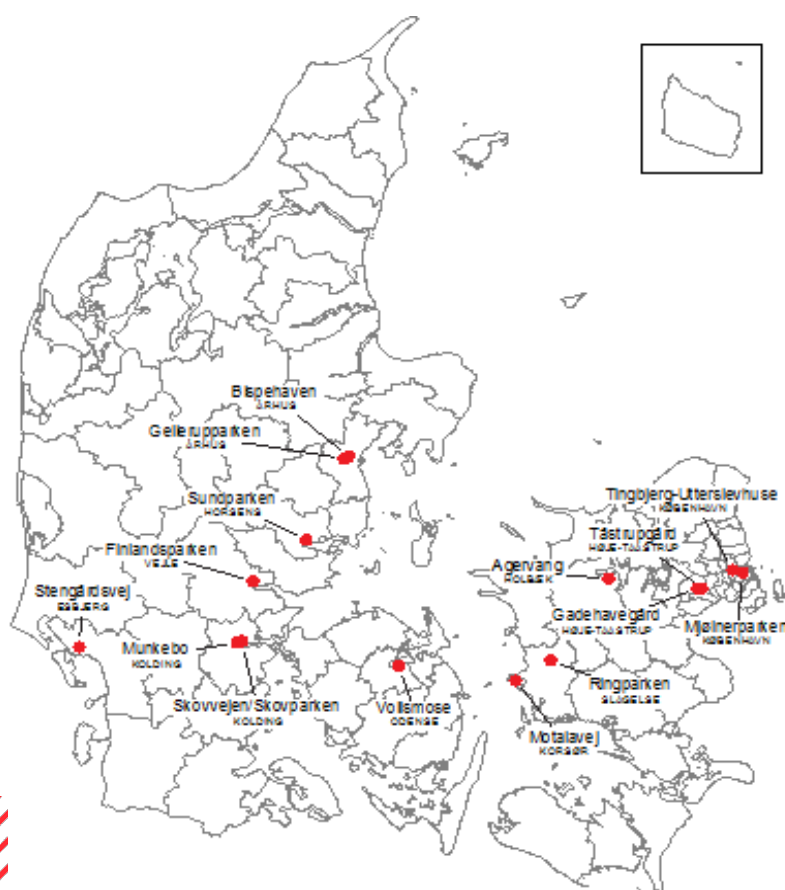 Bispehaven
ÅRHUS
Gellerupparken
ÅRHUS
Sundparken
HORSENS
Finlandsparken
VEJLE
Stengårdsvej
ESBJERG
Munkebo
KOLDING
Skovvejen/Skovparken
KOLDING
Vollsmose
ODENSE
Tingbjerg-Utterslevhuse
KØBENHAVN
Tåstrupgård
HØJE-TAASTRUP
Agervang
HOLBÆK
Gadehavegård
HØJE-TAASTRUP
Mjølnerparken
KØBENHAVN
Ringparken
SLAGELSE
Motalavej
KORSØR